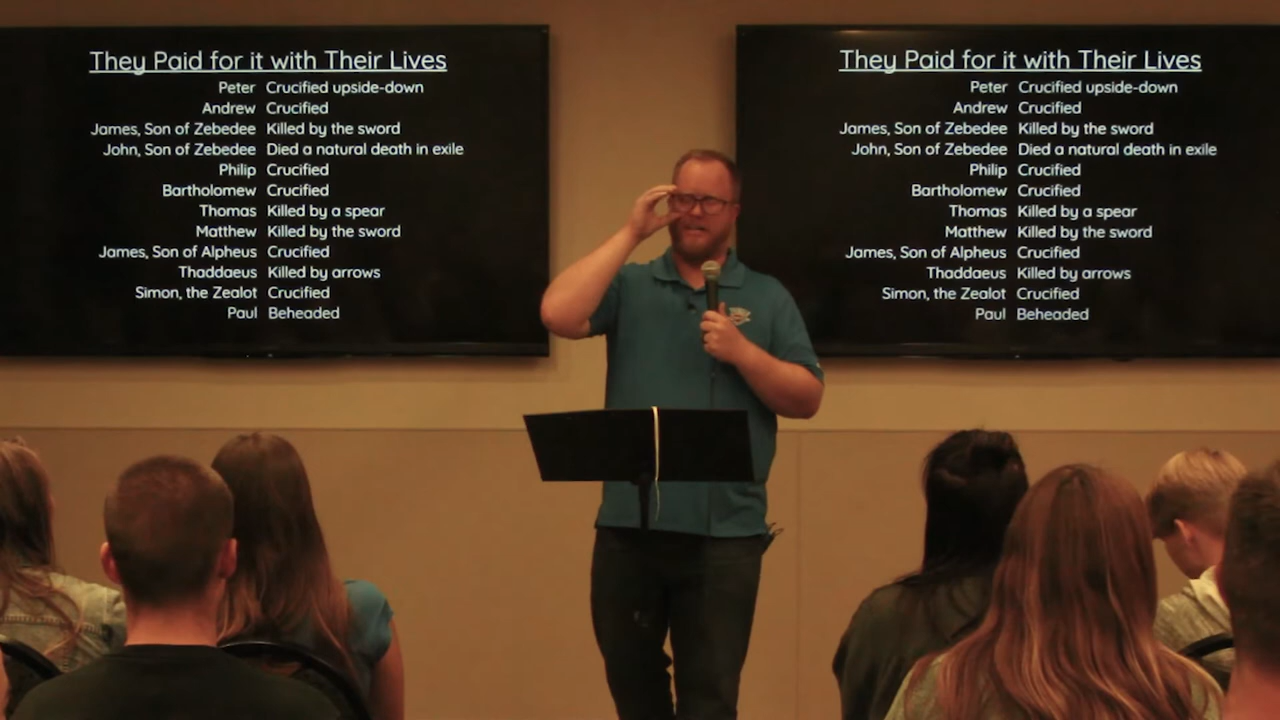 They Paid for it with Their Lives
Peter Crucified upside-down
Andrew Crucified
James, Son of Zebedee Killed by the sword
John, Son of Zebedee Died a natural death in exile
Philip Crucified
Bartholomew Crucified
Thomas Killed by a spear
Matthew Killed by the sword
James, Son of Alpheus Crucified
Thaddaeus Killed by arrows
Simon, the Zealot Crucified
Paul Beheaded
They Paid for it with Their Lives
Peter Crucified upside-down
Andrew Crucified
James, Son of Zebedee Killed by the sword
John, Son of Zebedee Died a natural death in exile
Philip Crucified
Bartholomew Crucified
Thomas Killed by a spear
Matthew Killed by the sword
James, Son of Alpheus Crucified
Thaddaeus Killed by arrows
Simon, the Zealot Crucified
Paul Beheaded